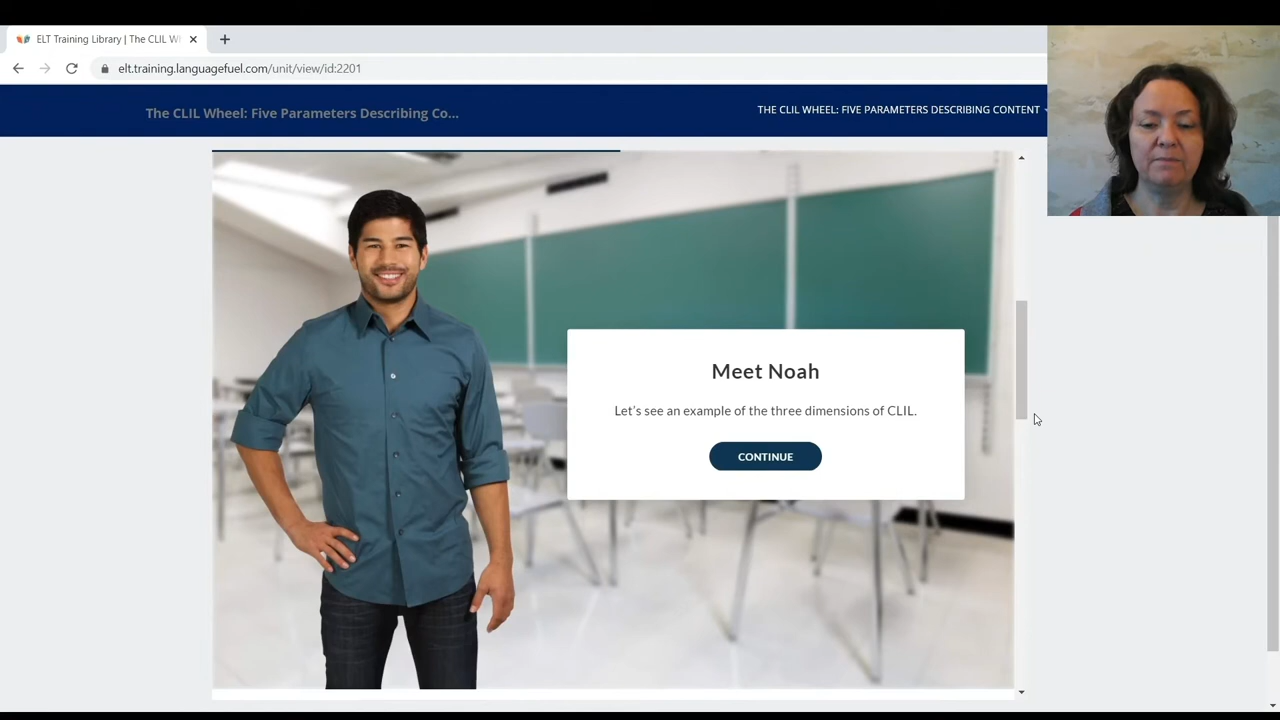 ELT Training Library | The CLIL W
elt.training.languagefuel.com/unit/view/id:2201
The CLIL Wheel: Five Parameters Describing Co...
THE CLIL WHEEL: FIVE PARAMETERS DESCRIBING CONTENT
Meet Noah
Let's see an example of the three dimensions of CLIL.
CONTINUE